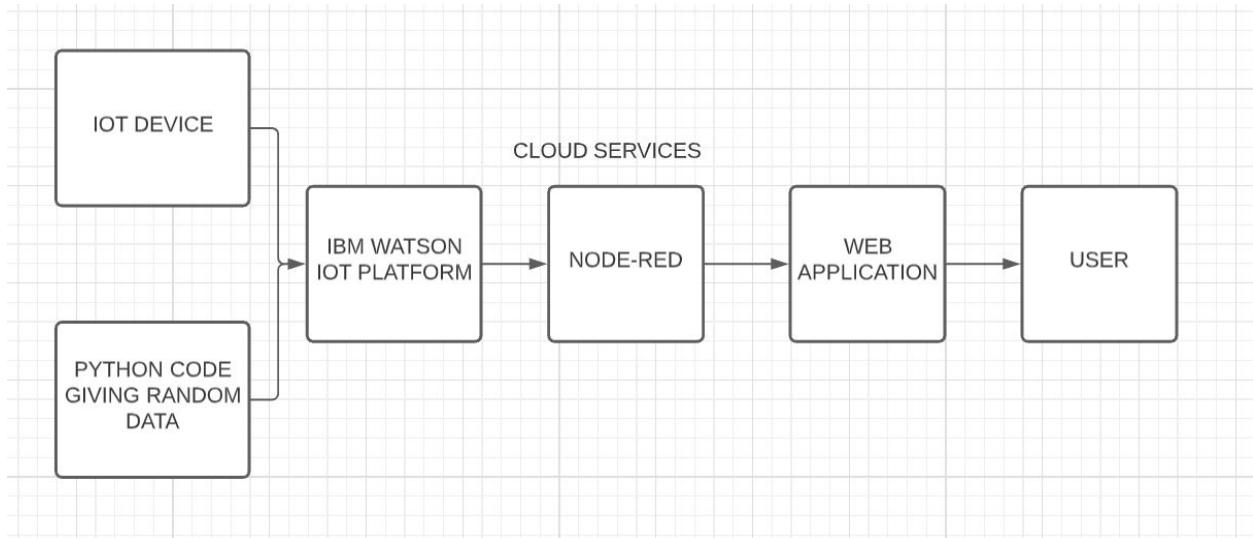 IOT DEVICE
CLOUD SERVICES
IBM WATSON
IOT PLATFORM
NODE-RED
WEB
APPLICATION
USER
PYTHON CODE
GIVING RANDOM
DATA